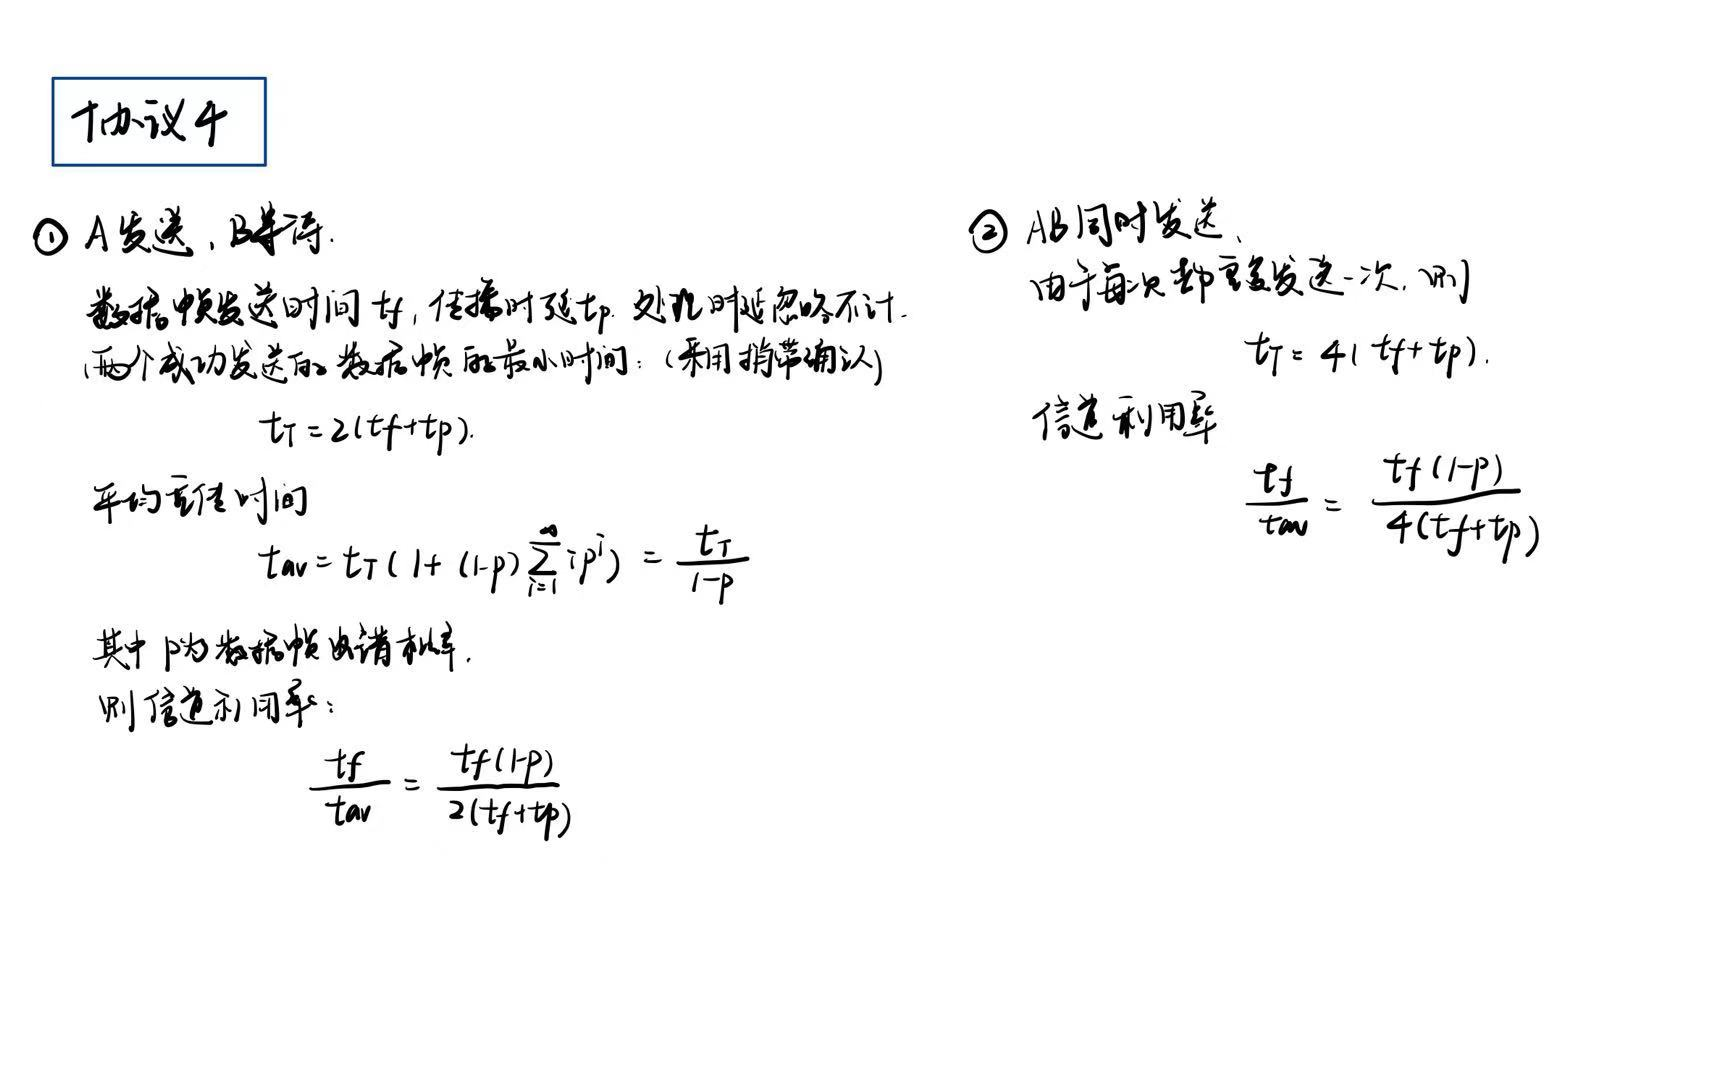 协议4
① A发送,B等待.
数据帧发送时间 tf, 传播时延tp. 处理时延忽略不计.
两个成功发送的数据帧的最小时间:(采用捎带确认)
tT = 2(tf+tp).
平均重传时间
tav = tT(1+(1-p)∑_{i=1}^{∞} ip^i) = tT/(1-p)
其中 p为数据帧出错概率.
则信道利用率:
tf/tav = tf(1-p)/2(tf+tp)
② AB同时发送、
由于每次都重复发送一次, 则
tT = 4(tf+tp).
信道利用率
tf/tav = tf(1-p)/4(tf+tp)